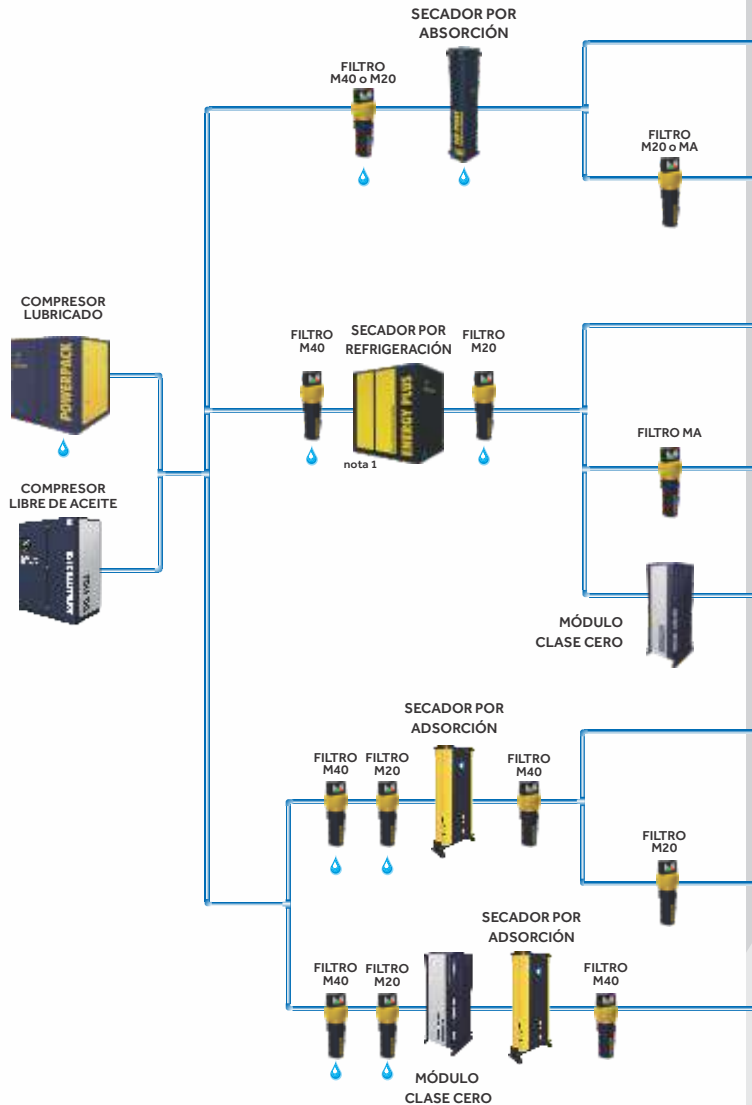 SECADOR POR
ABSORCIÓN
FILTRO
M40 o M20
FILTRO
M20 o MA
COMPRESOR
LUBRICADO
POWERPACK
FILTRO
M40
SECADOR POR
REFRIGERACIÓN
FILTRO
M20
ENERGY PLUS
nota 1
FILTRO MA
COMPRESOR
LIBRE DE ACEITE
MÓDULO
CLASE CERO
SECADOR POR
ADSORCIÓN
FILTRO
M40
FILTRO
M20
FILTRO
M40
FILTRO
M20
SECADOR POR
ADSORCIÓN
FILTRO
M40
FILTRO
M20
FILTRO
M40
MÓDULO
CLASE CERO